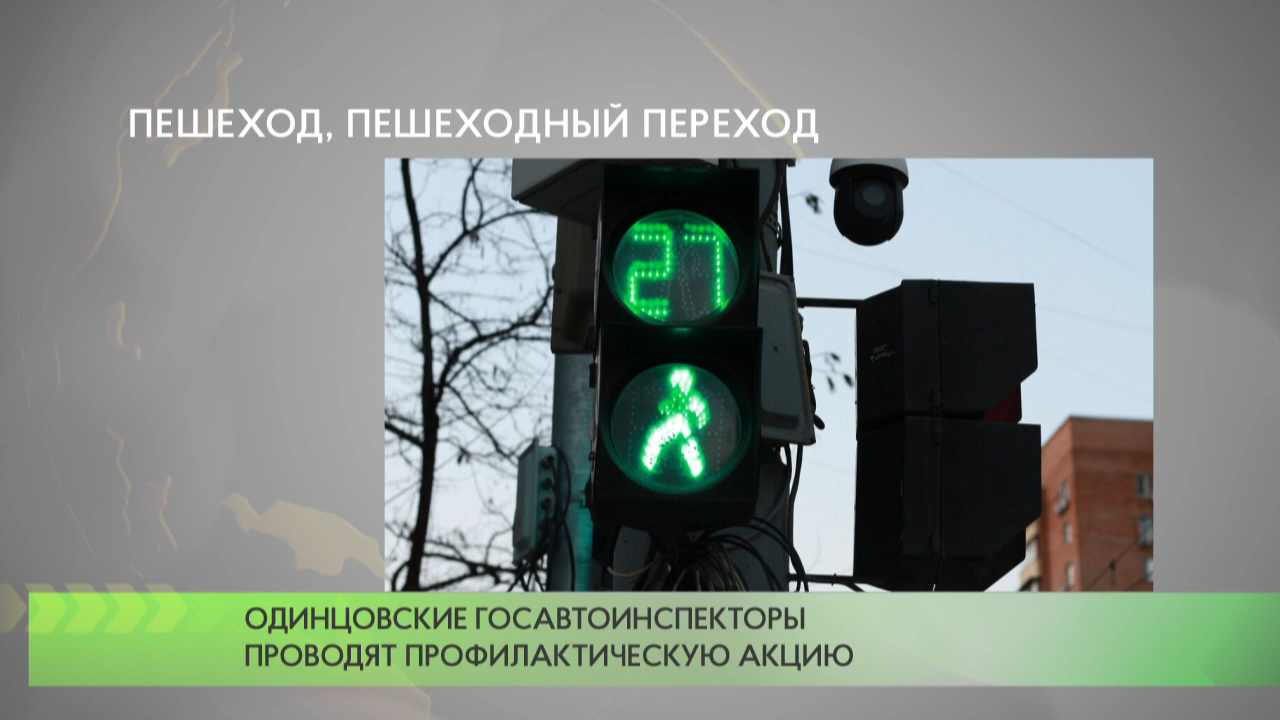 ПЕШЕХОД, ПЕШЕХОДНЫЙ ПЕРЕХОД
27
ОДИНЦОВСКИЕ ГОСАВТОИНСПЕКТОРЫ
ПРОВОДЯТ ПРОФИЛАКТИЧЕСКУЮ АКЦИЮ